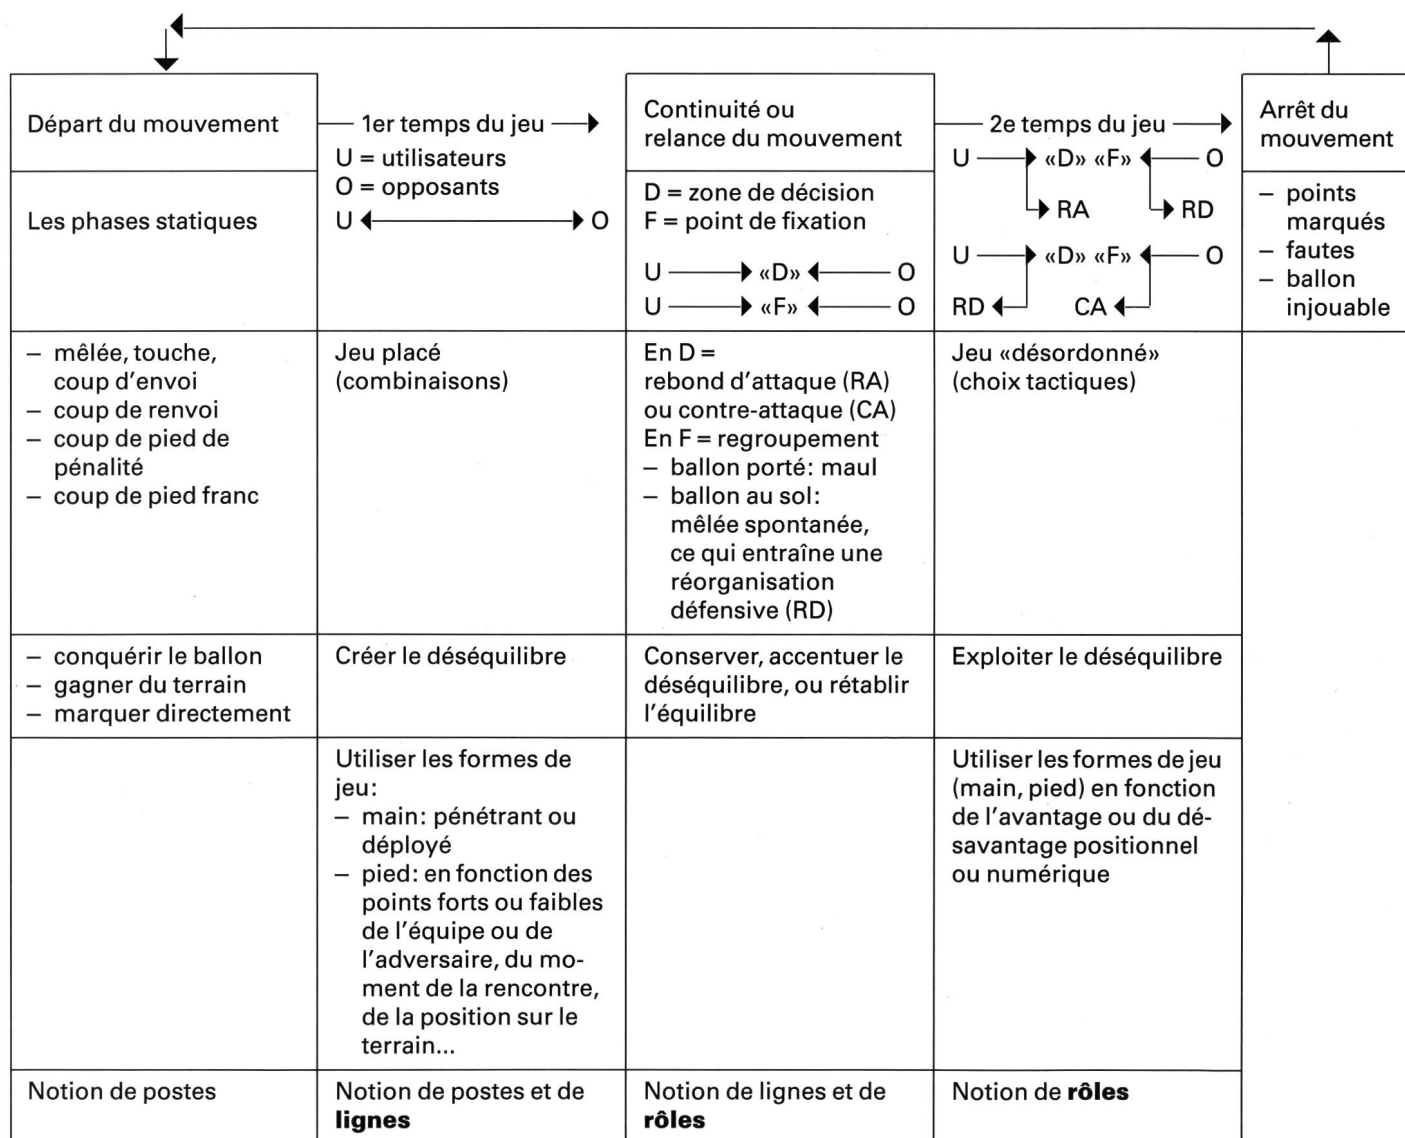 Départ du mouvement
1er temps du jeu
U = utilisateurs
O = opposants
U O
Continuité ou
relance du mouvement
2e temps du jeu
U «D» «F» O
RA RD
U «D» «F» O
RD CA
Arrêt du
mouvement
Les phases statiques
D = zone de décision
F = point de fixation
U «D» O
U «F» O
– points
marqués
– fautes
– ballon
injouable
– mêlée, touche,
coup d'envoi
– coup de renvoi
– coup de pied de
pénalité
– coup de pied franc
Jeu placé
(combinaisons)
En D =
rebond d'attaque (RA)
ou contre-attaque (CA)
En F = regroupement
– ballon porté: maul
– ballon au sol:
mêlée spontanée,
ce qui entraîne une
réorganisation
défensive (RD)
Jeu «désordonné»
(choix tactiques)
– conquérir le ballon
– gagner du terrain
– marquer directement
Créer le déséquilibre
Conserver, accentuer le
déséquilibre, ou rétablir
l'équilibre
Exploiter le déséquilibre
Utiliser les formes de
jeu:
– main: pénétrant ou
déployé
– pied: en fonction des
points forts ou faibles
de l'équipe ou de
l'adversaire, du mo-
ment de la rencontre,
de la position sur le
terrain...
Utiliser les formes de jeu
(main, pied) en fonction
de l'avantage ou du dé-
savantage positionnel
ou numérique
Notion de postes
Notion de postes et de
lignes
Notion de lignes et de
rôles
Notion de rôles